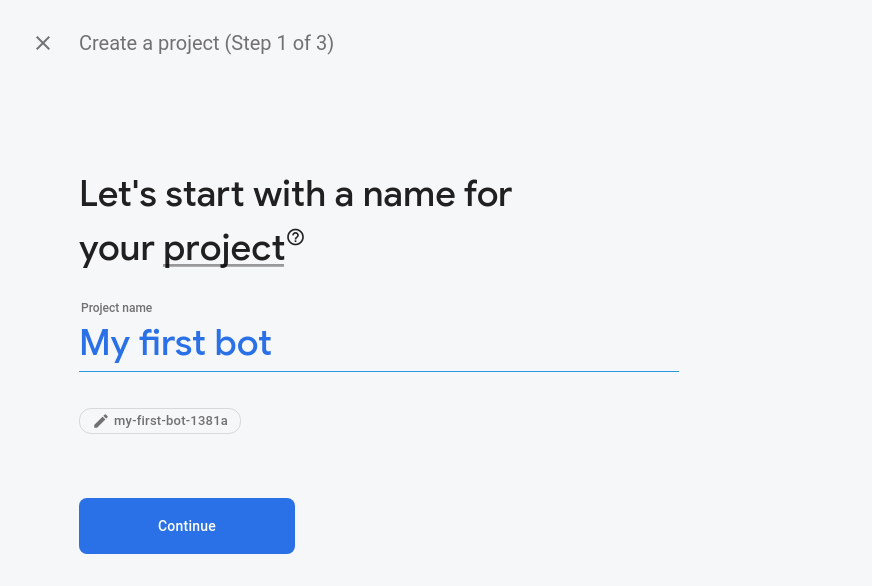 Create a project (Step 1 of 3)
Let's start with a name for
your project
Project name
My first bot
my-first-bot-1381a
Continue